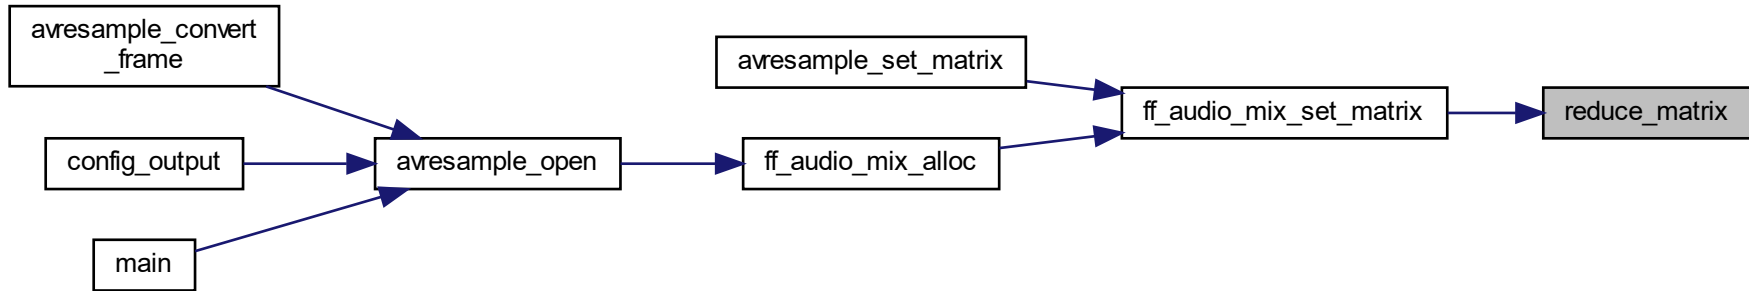 avresample_convert
_frame
config_output
main
avresample_open
avresample_set_matrix
ff_audio_mix_alloc
ff_audio_mix_set_matrix
reduce_matrix